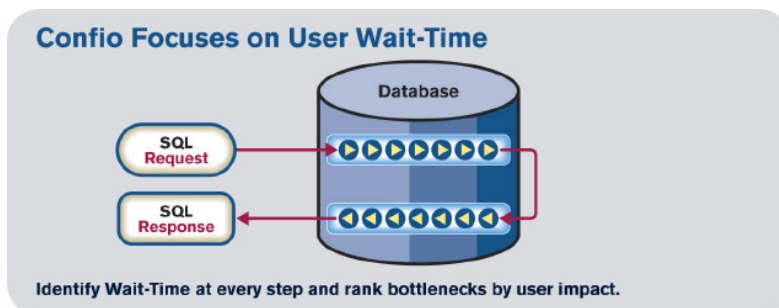 Confio Focuses on User Wait-Time
Database
SQL
Request
SQL
Response
Identify Wait-Time at every step and rank bottlenecks by user impact.